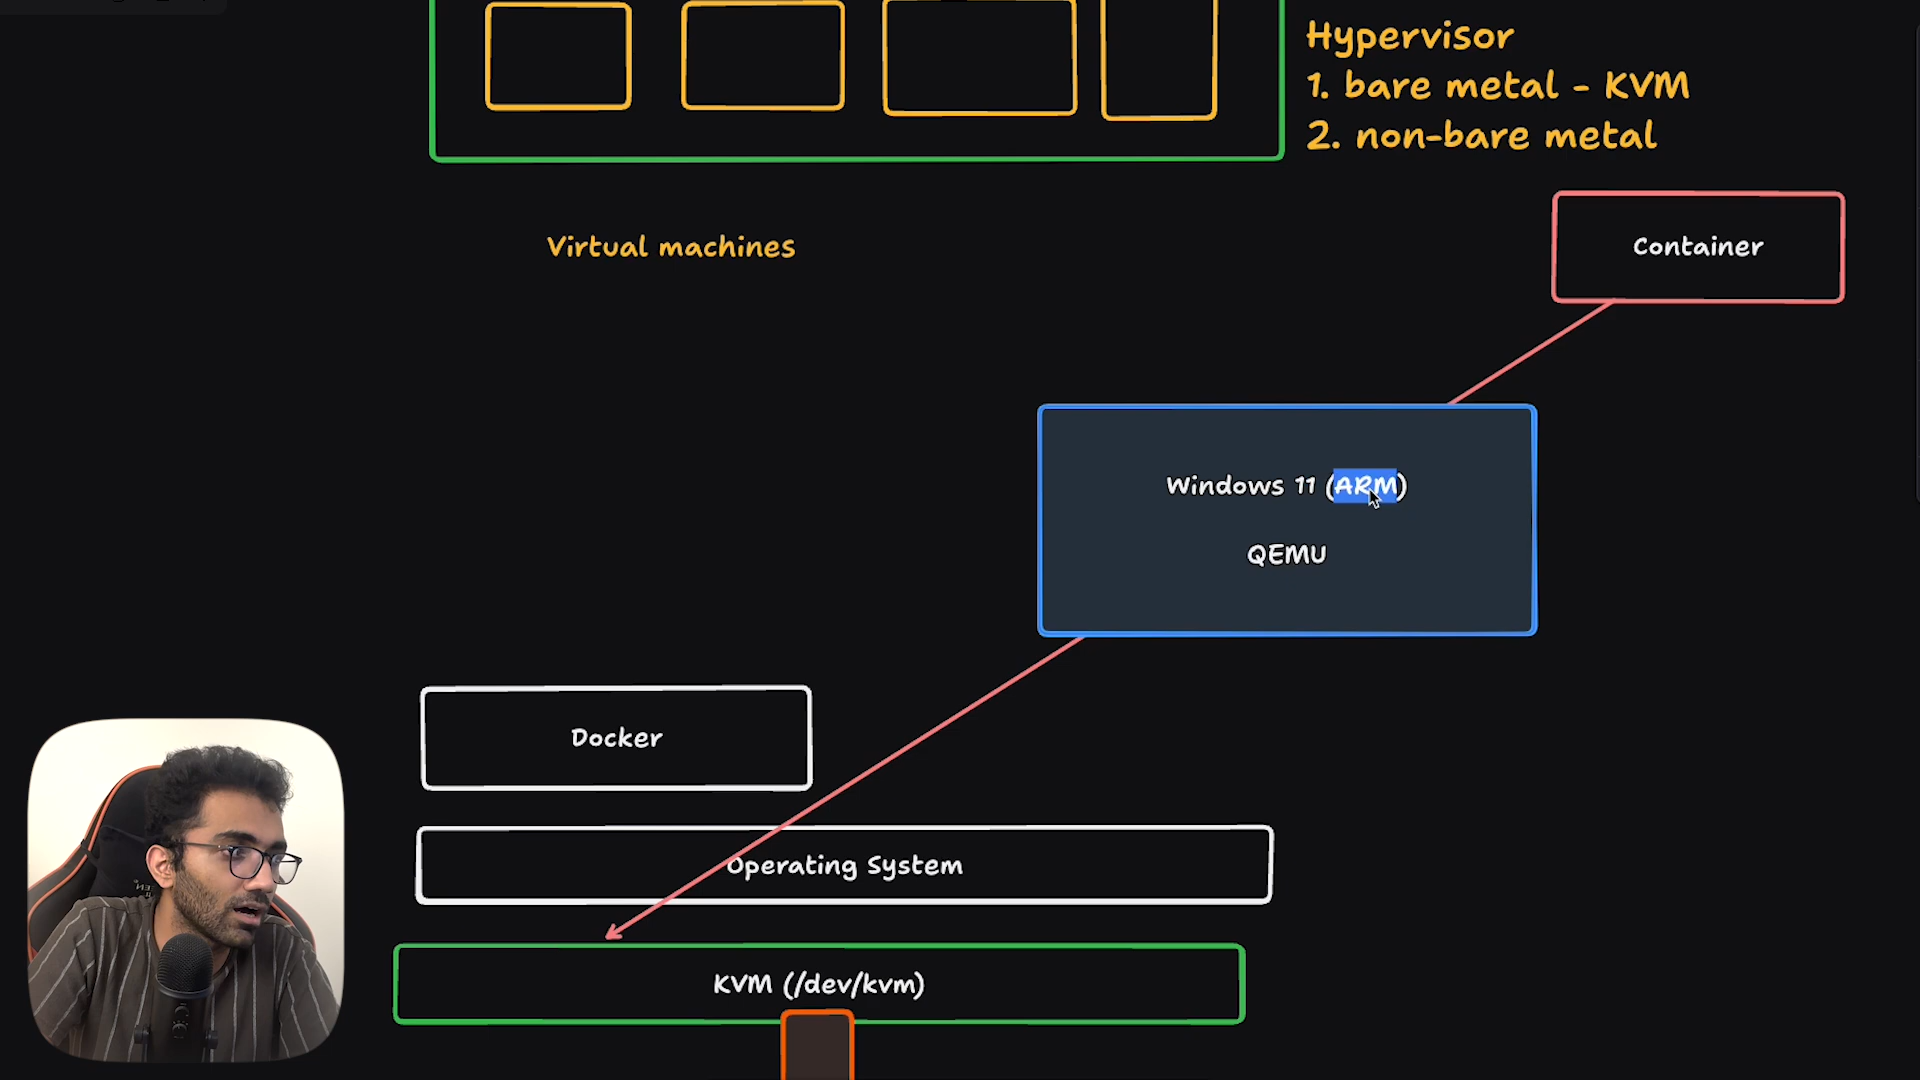 Hypervisor
1. bare metal - KVM
2. non-bare metal
Virtual machines
Container
Windows 11 (ARM)
QEMU
Docker
Operating System
KVM (/dev/kvm)